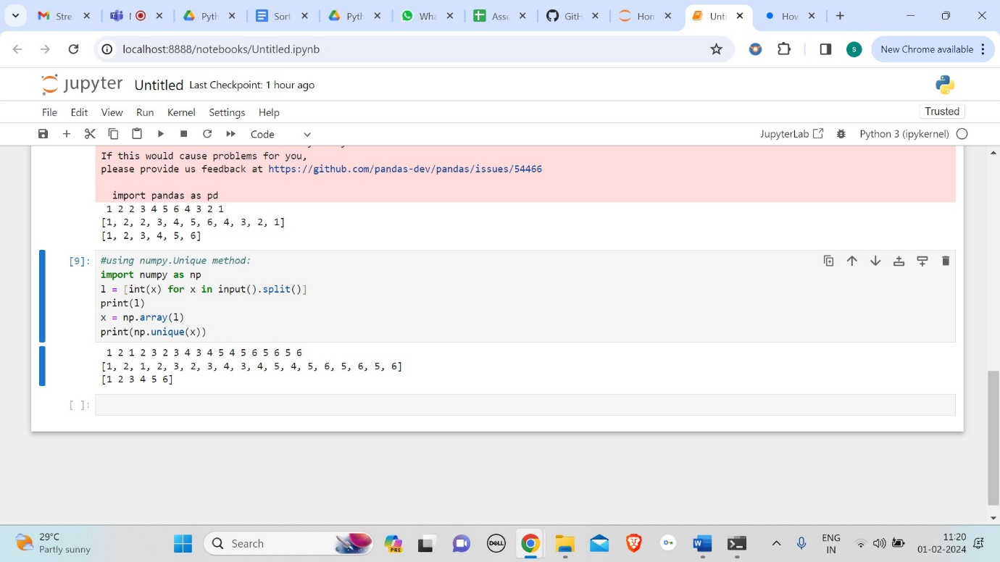 Stre
Pyth
Sort
Pyth
Wha
Asse
GitH
Hon
Unti
How
localhost:8888/notebooks/Untitled.ipynb
S
New Chrome available
jupyter Untitled Last Checkpoint: 1 hour ago
File Edit View Run Kernel Settings Help
Trusted
Code
JupyterLab
Python 3 (ipykernel)
If this would cause problems for you,
please provide us feedback at https://github.com/pandas-dev/pandas/issues/54466
import pandas as pd
1 2 2 3 4 5 6 4 3 2 1
[1, 2, 2, 3, 4, 5, 6, 4, 3, 2, 1]
[1, 2, 3, 4, 5, 6]
[9]: #using numpy.Unique method:
import numpy as np
l = [int(x) for x in input().split()]
print(l)
x = np.array(l)
print(np.unique(x))
1 2 1 2 3 2 3 4 3 4 5 4 5 6 5 6 5 6
[1, 2, 1, 2, 3, 2, 3, 4, 3, 4, 5, 4, 5, 6, 5, 6, 5, 6]
[1 2 3 4 5 6]
[ ]:
29°C
Partly sunny
Search
PRE
DELL
ENG
IN
11:20
01-02-2024